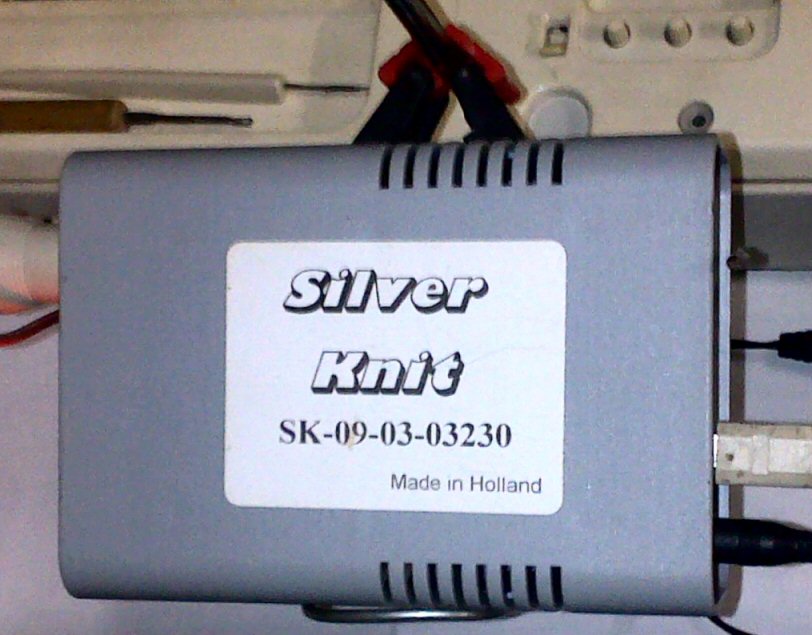 Silver
Knit
SK-09-03-03230
Made in Holland